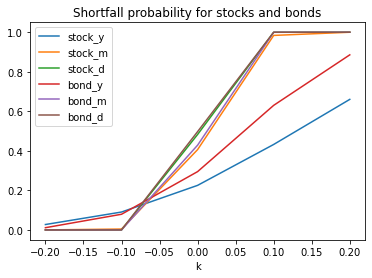 Shortfall probability for stocks and bonds
1.0
0.8
0.6
0.4
0.2
0.0
stock_y
stock_m
stock_d
bond_y
bond_m
bond_d
−0.20 −0.15 −0.10 −0.05 0.00 0.05 0.10 0.15 0.20
k